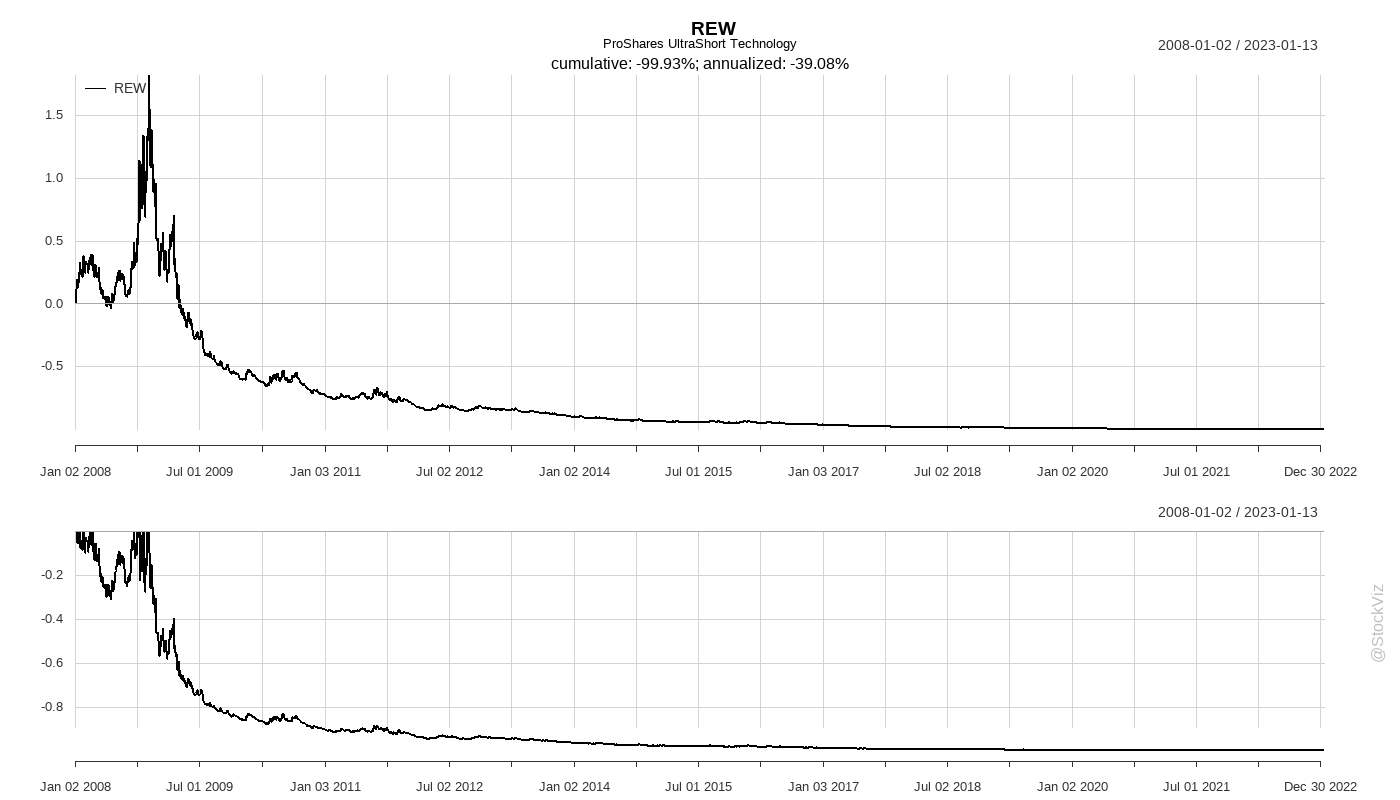 REW
ProShares UltraShort Technology
2008-01-02 / 2023-01-13
cumulative: -99.93%; annualized: -39.08%
REW
1.5
1.0
0.5
0.0
-0.5
Jan 02 2008 Jul 01 2009 Jan 03 2011 Jul 02 2012 Jan 02 2014 Jul 01 2015 Jan 03 2017 Jul 02 2018 Jan 02 2020 Jul 01 2021 Dec 30 2022
2008-01-02 / 2023-01-13
-0.2
-0.4
-0.6
-0.8
Jan 02 2008 Jul 01 2009 Jan 03 2011 Jul 02 2012 Jan 02 2014 Jul 01 2015 Jan 03 2017 Jul 02 2018 Jan 02 2020 Jul 01 2021 Dec 30 2022
@StockViz